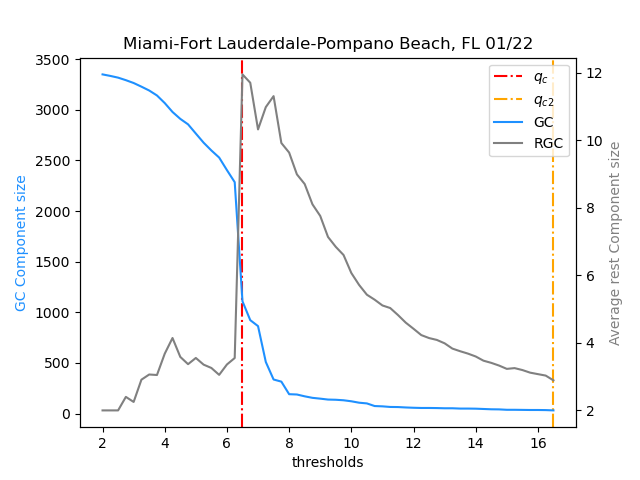 Miami-Fort Lauderdale-Pompano Beach, FL 01/22
GC Component size
3500
3000
2500
2000
1500
1000
500
0
2
4
6
8
10
12
14
16
thresholds
12
10
8
6
4
2
Average rest Component size
q_c
q_c2
GC
RGC